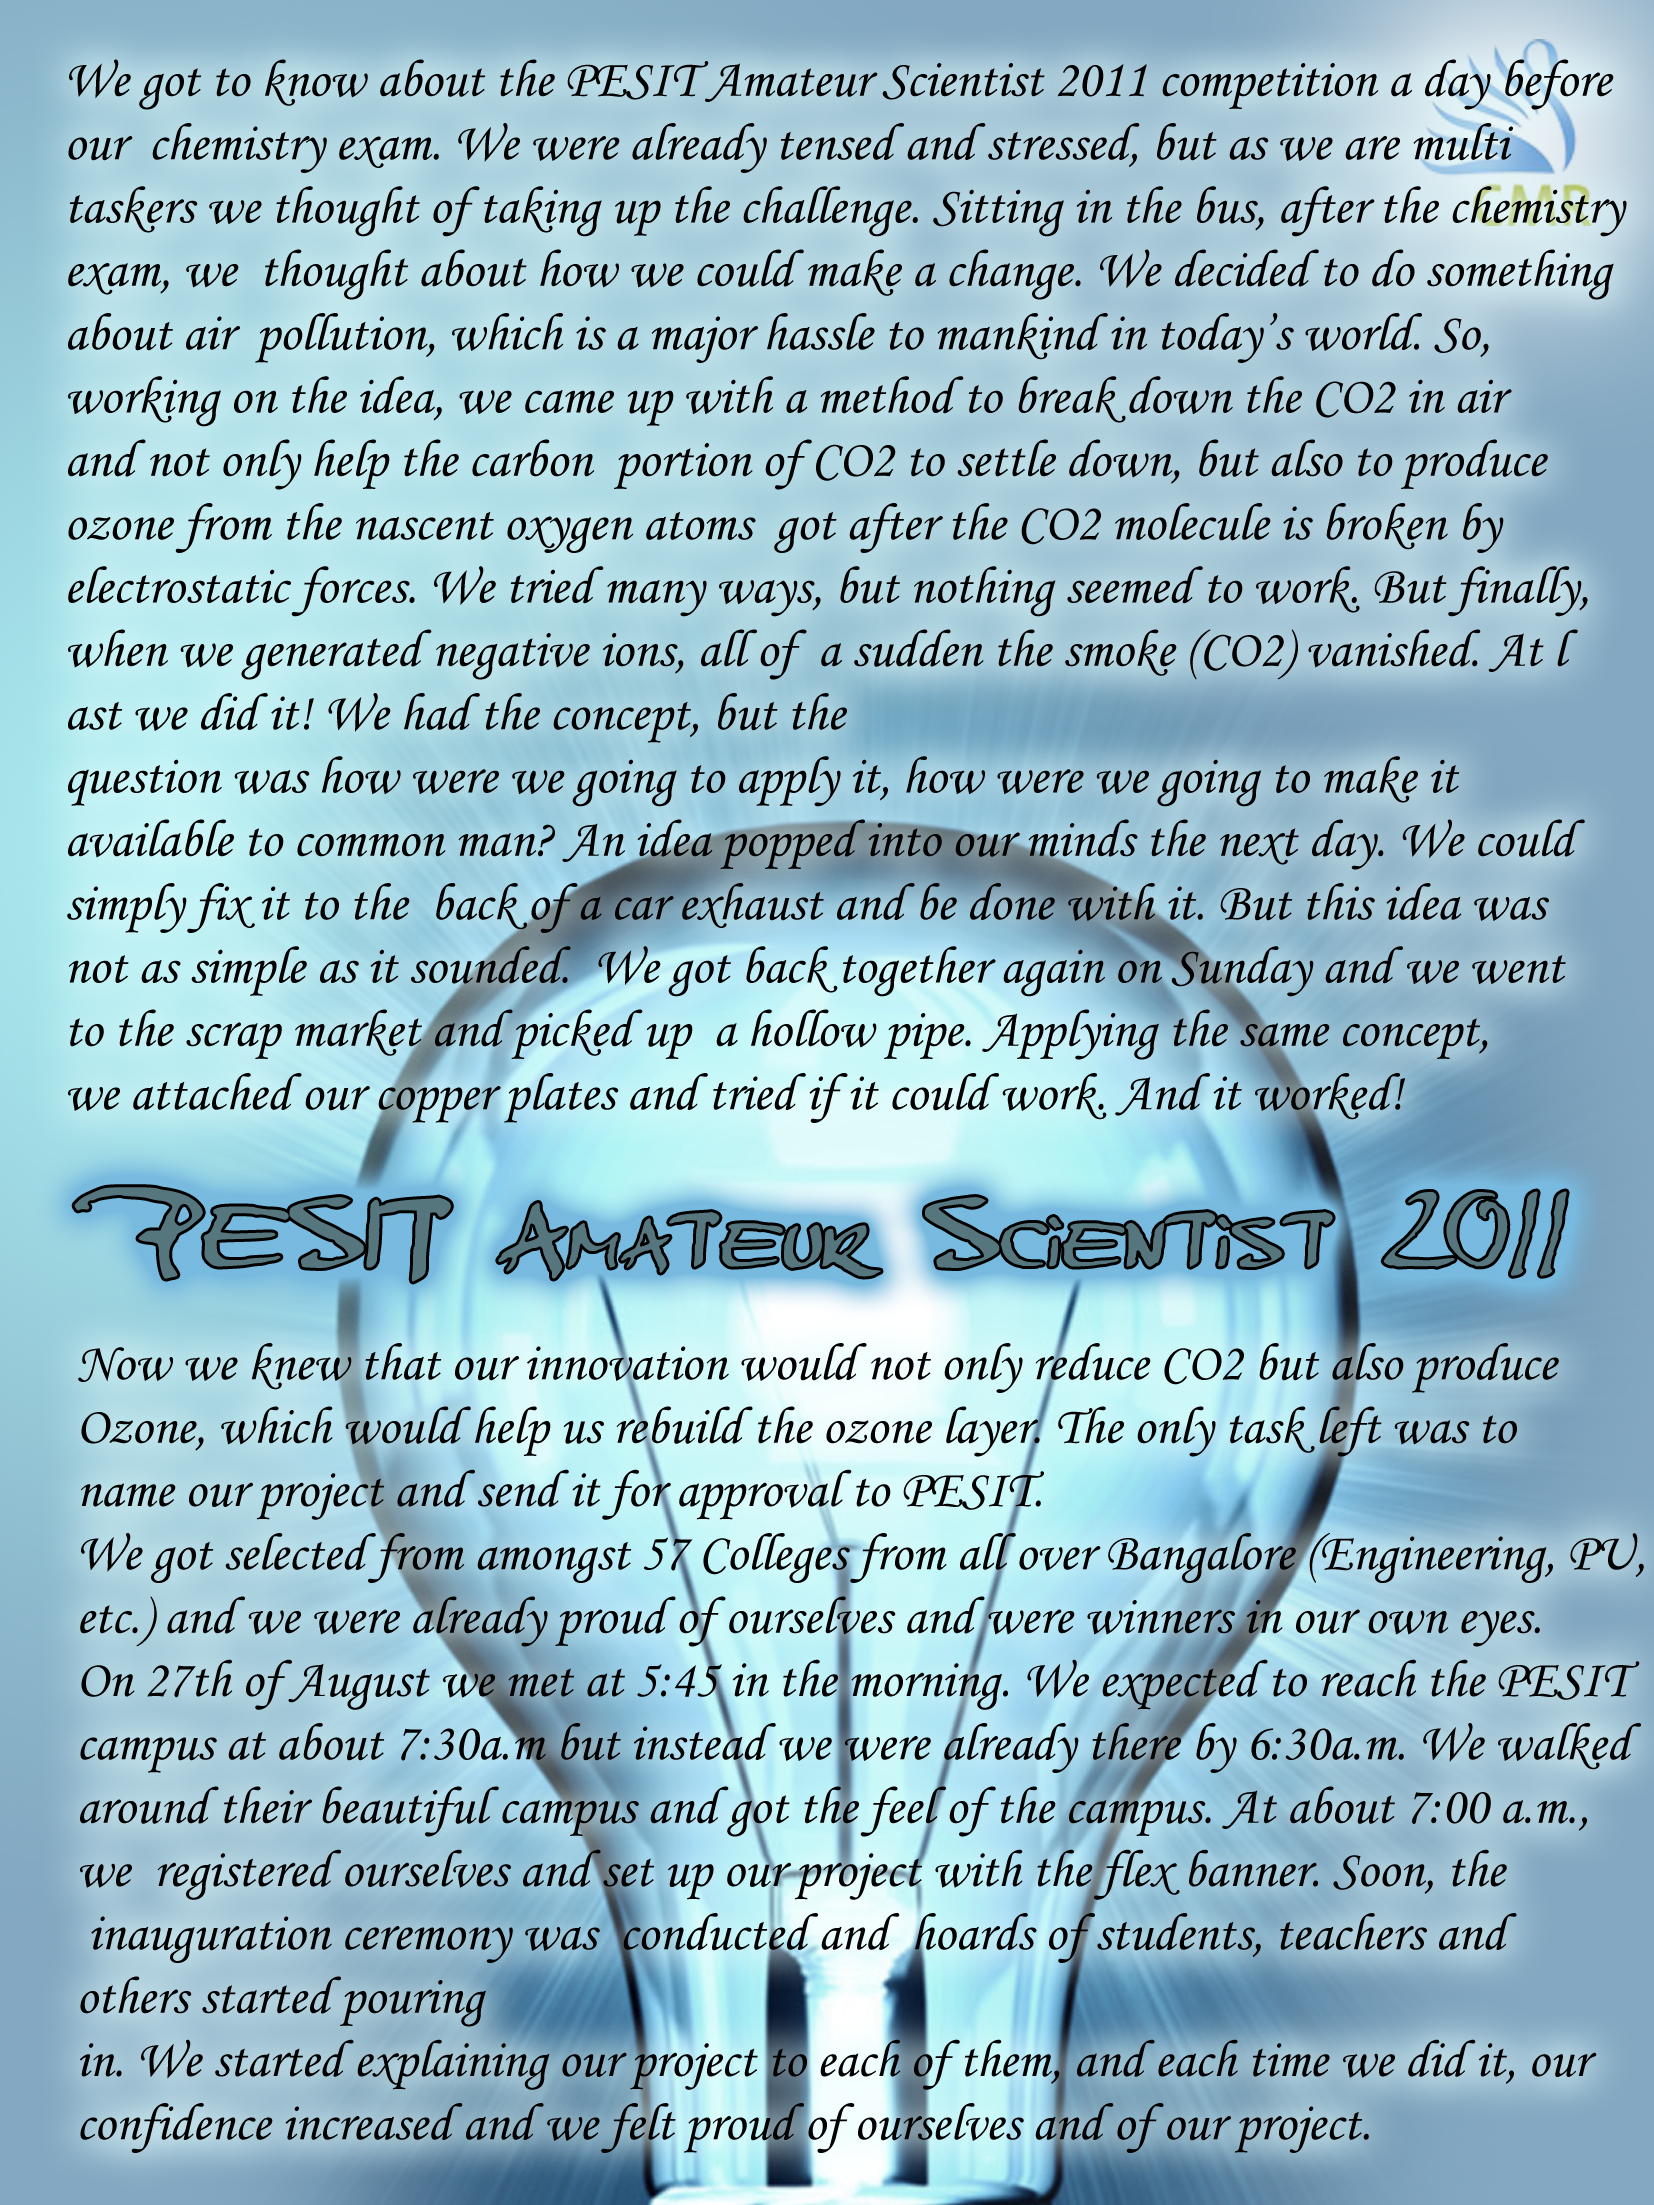 We got to know about the PESIT Amateur Scientist 2011 competition a day before
our chemistry exam. We were already tensed and stressed, but as we are multi
taskers we thought of taking up the challenge. Sitting in the bus, after the chemistry
exam, we thought about how we could make a change. We decided to do something
about air pollution, which is a major hassle to mankind in today's world. So,
working on the idea, we came up with a method to break down the CO2 in air
and not only help the carbon portion of CO2 to settle down, but also to produce
ozone from the nascent oxygen atoms got after the CO2 molecule is broken by
electrostatic forces. We tried many ways, but nothing seemed to work. But finally,
when we generated negative ions, all of a sudden the smoke (CO2) vanished. At l
ast we did it! We had the concept, but the
question was how were we going to apply it, how were we going to make it
available to common man? An idea popped into our minds the next day. We could
simply fix it to the back of a car exhaust and be done with it. But this idea was
not as simple as it sounded. We got back together again on Sunday and we went
to the scrap market and picked up a hollow pipe. Applying the same concept,
we attached our copper plates and tried if it could work. And it worked!
PESIT Amateur Scientist 2011
Now we knew that our innovation would not only reduce CO2 but also produce
Ozone, which would help us rebuild the ozone layer. The only task left was to
name our project and send it for approval to PESIT.
We got selected from amongst 57 Colleges from all over Bangalore (Engineering, PU,
etc.) and we were already proud of ourselves and were winners in our own eyes.
On 27th of August we met at 5:45 in the morning. We expected to reach the PESIT
campus at about 7:30a.m but instead we were already there by 6:30a.m. We walked
around their beautiful campus and got the feel of the campus. At about 7:00 a.m.,
we registered ourselves and set up our project with the flex banner. Soon, the
inauguration ceremony was conducted and hoards of students, teachers and
others started pouring
in. We started explaining our project to each of them, and each time we did it, our
confidence increased and we felt proud of ourselves and of our project.